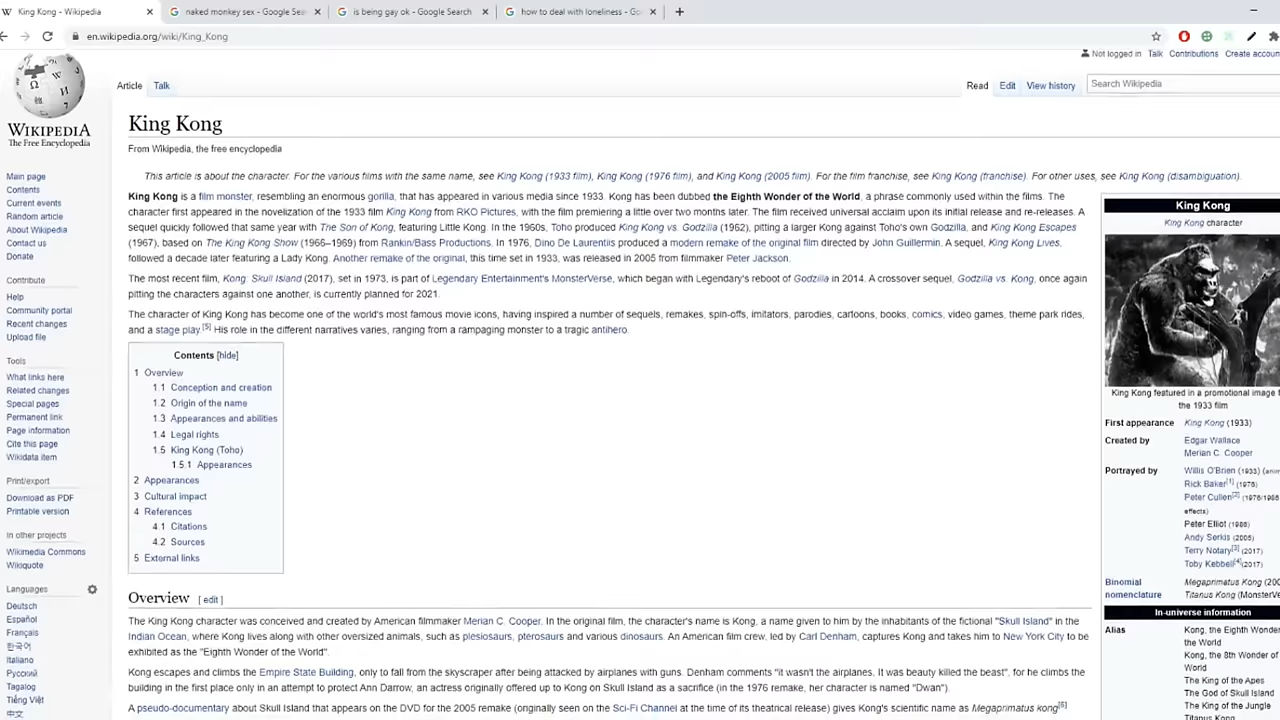 King Kong - Wikipedia
naked monkey sex - Google Sea
is being gay ok - Google Search
how to deal with loneliness - Go
en.wikipedia.org/wiki/King_Kong
Not logged in Talk Contributions Create accoun
WIKIPEDIA
The Free Encyclopedia
Article Talk
Read Edit View history
Search Wikipedia
King Kong
From Wikipedia, the free encyclopedia
This article is about the character. For the various films with the same name, see King Kong (1933 film), King Kong (1976 film), and King Kong (2005 film). For the film franchise, see King Kong (franchise). For other uses, see King Kong (disambiguation).
King Kong is a film monster, resembling an enormous gorilla, that has appeared in various media since 1933. Kong has been dubbed the Eighth Wonder of the World, a phrase commonly used within the films. The
character first appeared in the novelization of the 1933 film King Kong from RKO Pictures, with the film premiering a little over two months later. The film received universal acclaim upon its initial release and re-releases. A
sequel quickly followed that same year with The Son of Kong, featuring Little Kong. In the 1960s, Toho produced King Kong vs. Godzilla (1962), pitting a larger Kong against Toho's own Godzilla, and King Kong Escapes
(1967), based on The King Kong Show (1966–1969) from Rankin/Bass Productions. In 1976, Dino De Laurentiis produced a modern remake of the original film directed by John Guillermin. A sequel, King Kong Lives,
followed a decade later featuring a Lady Kong. Another remake of the original, this time set in 1933, was released in 2005 from filmmaker Peter Jackson.
The most recent film, Kong: Skull Island (2017), set in 1973, is part of Legendary Entertainment's MonsterVerse, which began with Legendary's reboot of Godzilla in 2014. A crossover sequel, Godzilla vs. Kong, once again
pitting the characters against one another, is currently planned for 2021.
The character of King Kong has become one of the world's most famous movie icons, having inspired a number of sequels, remakes, spin-offs, imitators, parodies, cartoons, books, comics, video games, theme park rides,
and a stage play.[5] His role in the different narratives varies, ranging from a rampaging monster to a tragic antihero.
Contents [hide]
1 Overview
1.1 Conception and creation
1.2 Origin of the name
1.3 Appearances and abilities
1.4 Legal rights
1.5 King Kong (Toho)
1.5.1 Appearances
2 Appearances
3 Cultural impact
4 References
4.1 Citations
4.2 Sources
5 External links
Overview [ edit ]
The King Kong character was conceived and created by American filmmaker Merian C. Cooper. In the original film, the character's name is Kong, a name given to him by the inhabitants of the fictional "Skull Island" in the
Indian Ocean, where Kong lives along with other oversized animals, such as plesiosaurs, pterosaurs and various dinosaurs. An American film crew, led by Carl Denham, captures Kong and takes him to New York City to be
exhibited as the "Eighth Wonder of the World".
Kong escapes and climbs the Empire State Building, only to fall from the skyscraper after being attacked by airplanes with guns. Denham comments "it wasn't the airplanes. It was beauty killed the beast", for he climbs the
building in the first place only in an attempt to protect Ann Darrow, an actress originally offered up to Kong on Skull Island as a sacrifice (in the 1976 remake, her character is named "Dwan").
A pseudo-documentary about Skull Island that appears on the DVD for the 2005 remake (originally seen on the Sci-Fi Channel at the time of its theatrical release) gives Kong's scientific name as Megaprimatus kong[6]
Main page
Contents
Current events
Random article
About Wikipedia
Contact us
Donate
Contribute
Help
Community portal
Recent changes
Upload file
Tools
What links here
Related changes
Special pages
Permanent link
Page information
Cite this page
Wikidata item
Print/export
Download as PDF
Printable version
In other projects
Wikimedia Commons
Wikiquote
Languages
Deutsch
Español
Français
한국어
Italiano
Русский
Tagalog
Tiếng Việt
中文
King Kong
King Kong character
King Kong featured in a promotional image f
the 1933 film
First appearance King Kong (1933)
Created by Edgar Wallace
Merian C. Cooper
Portrayed by Willis O'Brien (1933) (anim
Rick Baker[1] (1976)
Peter Cullen[2] (1976/1986
effects)
Peter Elliot (1986)
Andy Serkis (2005)
Terry Notary[3] (2017)
Toby Kebbell[4] (2017)
Binomial Megaprimatus Kong (200
nomenclature Titanus Kong (MonsterVe
In-universe information
Alias Kong, the Eighth Wonder
the World
Kong, the 8th Wonder of
World
The King of the Apes
The God of Skull Island
The King of the Jungle
Titanus Kong